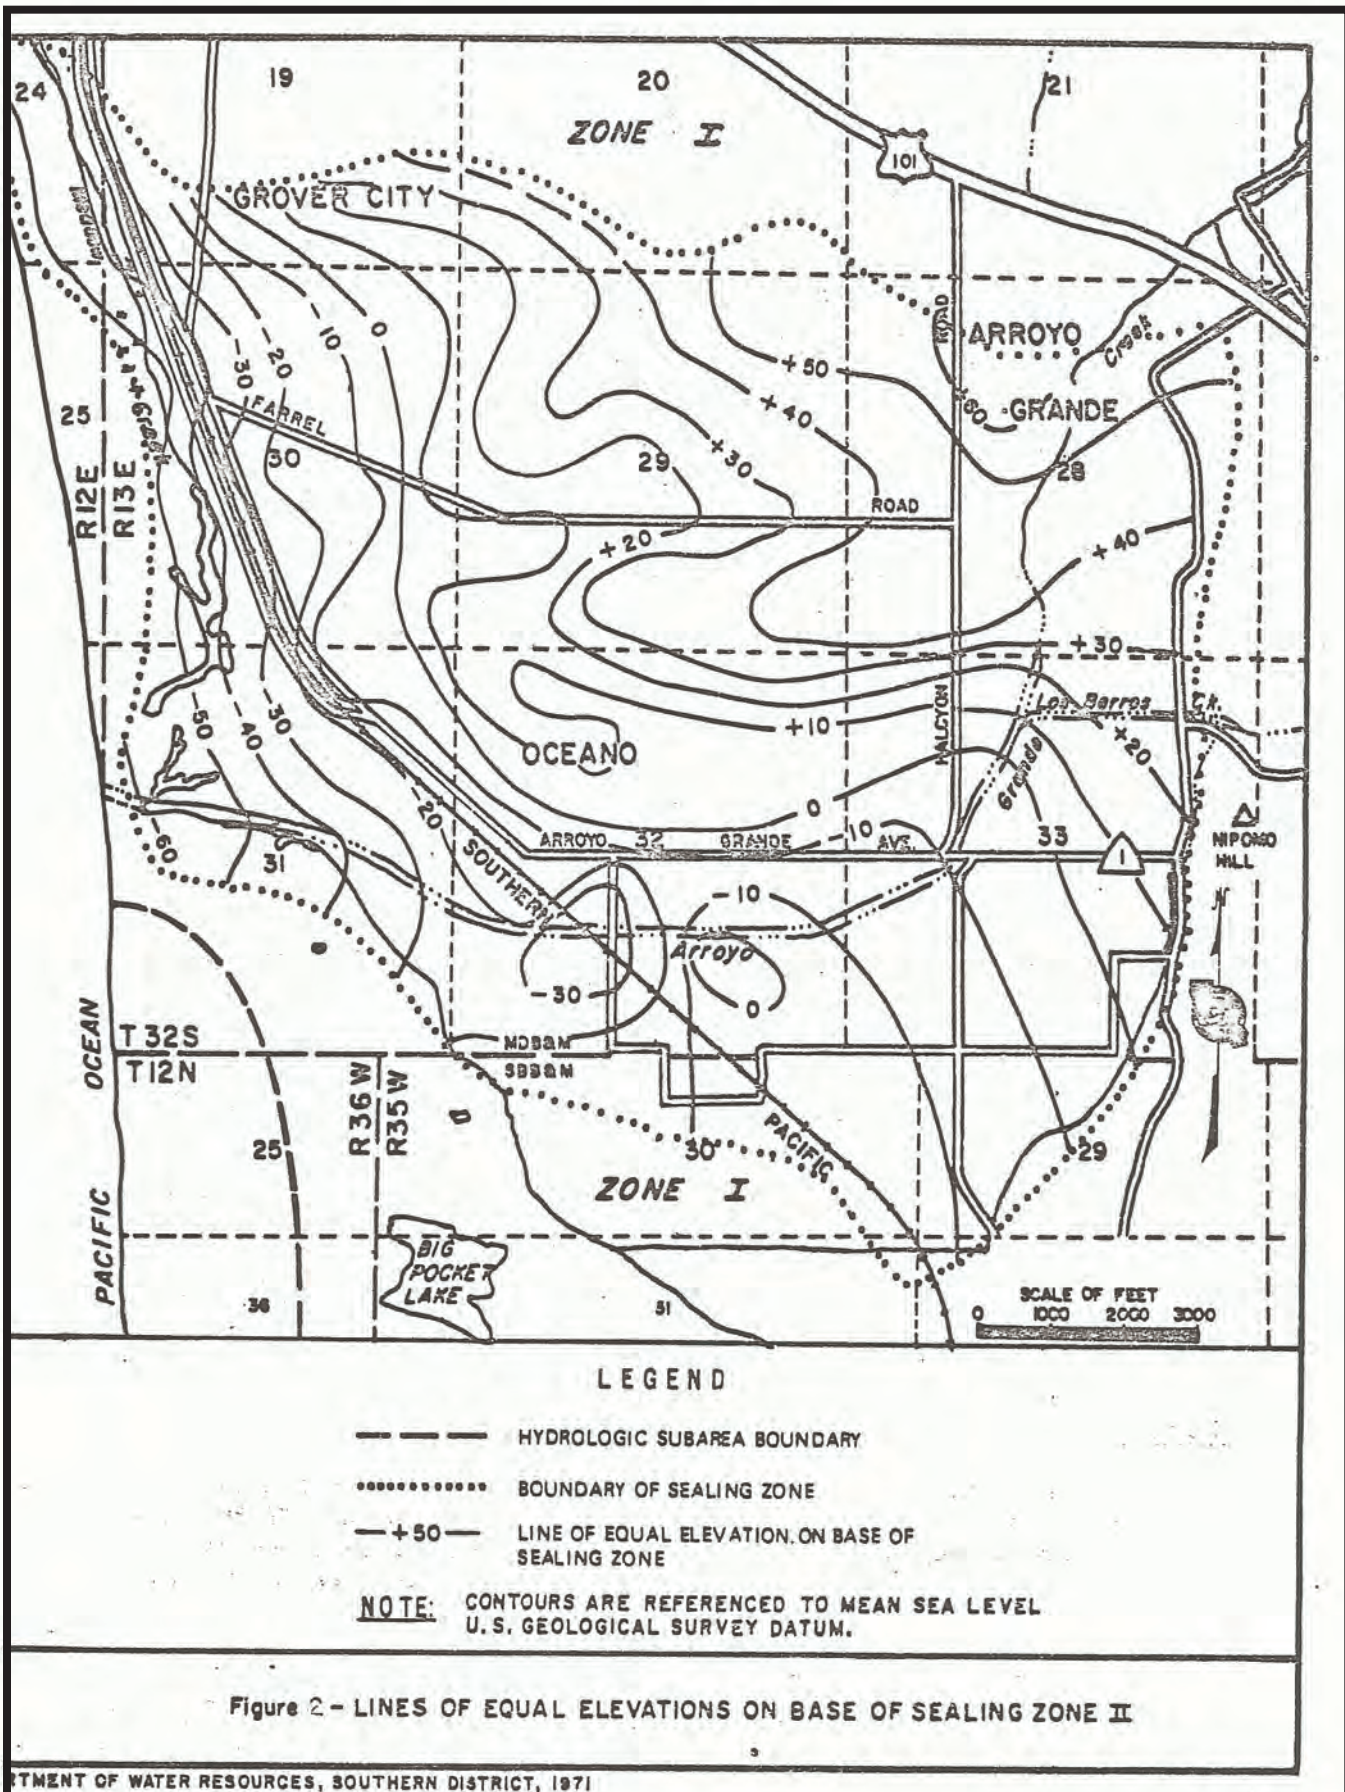 24
19
20
21
ZONE I
101
GROVER CITY
Meadow
Creek
ROAD
ARROYO
GRANDE
Creek
0
-10
-20
-30
+50
+40
+60
+30
FARREL
25
30
29
28
R12E
R13E
ROAD
+20
+40
+30
Los Berros
Ck.
+20
+10
HALCYON
Grande
OCEANO
-50
-40
-30
-20
-60
0
-10
ARROYO
32
GRANDE
AVE.
33
1
NIPOMO
HILL
31
SOUTHERN
-10
Arroyo
-30
0
N
PACIFIC OCEAN
T32S
T12N
MDB&M
SBB&M
R36W
R35W
25
30
PACIFIC
29
ZONE I
BIG
POCKET
LAKE
36
31
SCALE OF FEET
0 1000 2000 3000
LEGEND
HYDROLOGIC SUBAREA BOUNDARY
BOUNDARY OF SEALING ZONE
+50
LINE OF EQUAL ELEVATION. ON BASE OF
SEALING ZONE
NOTE: CONTOURS ARE REFERENCED TO MEAN SEA LEVEL
U.S. GEOLOGICAL SURVEY DATUM.
Figure 2 - LINES OF EQUAL ELEVATIONS ON BASE OF SEALING ZONE II
RTMENT OF WATER RESOURCES, SOUTHERN DISTRICT, 1971